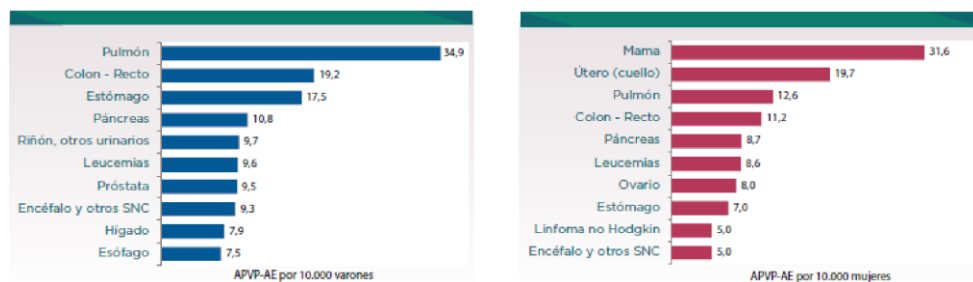 Pulmón 34,9
Colon - Recto 19,2
Estómago 17,5
Páncreas 10,8
Riñón, otros urinarios 9,7
Leucemias 9,6
Próstata 9,5
Encéfalo y otros SNC 9,3
Hígado 7,9
Esófago 7,5
APVP-AE por 10.000 varones
Mama 31,6
Útero (cuello) 19,7
Pulmón 12,6
Colon - Recto 11,2
Páncreas 8,7
Leucemias 8,6
Ovario 8,0
Estómago 7,0
Linfoma no Hodgkin 5,0
Encéfalo y otros SNC 5,0
APVP-AE por 10.000 mujeres